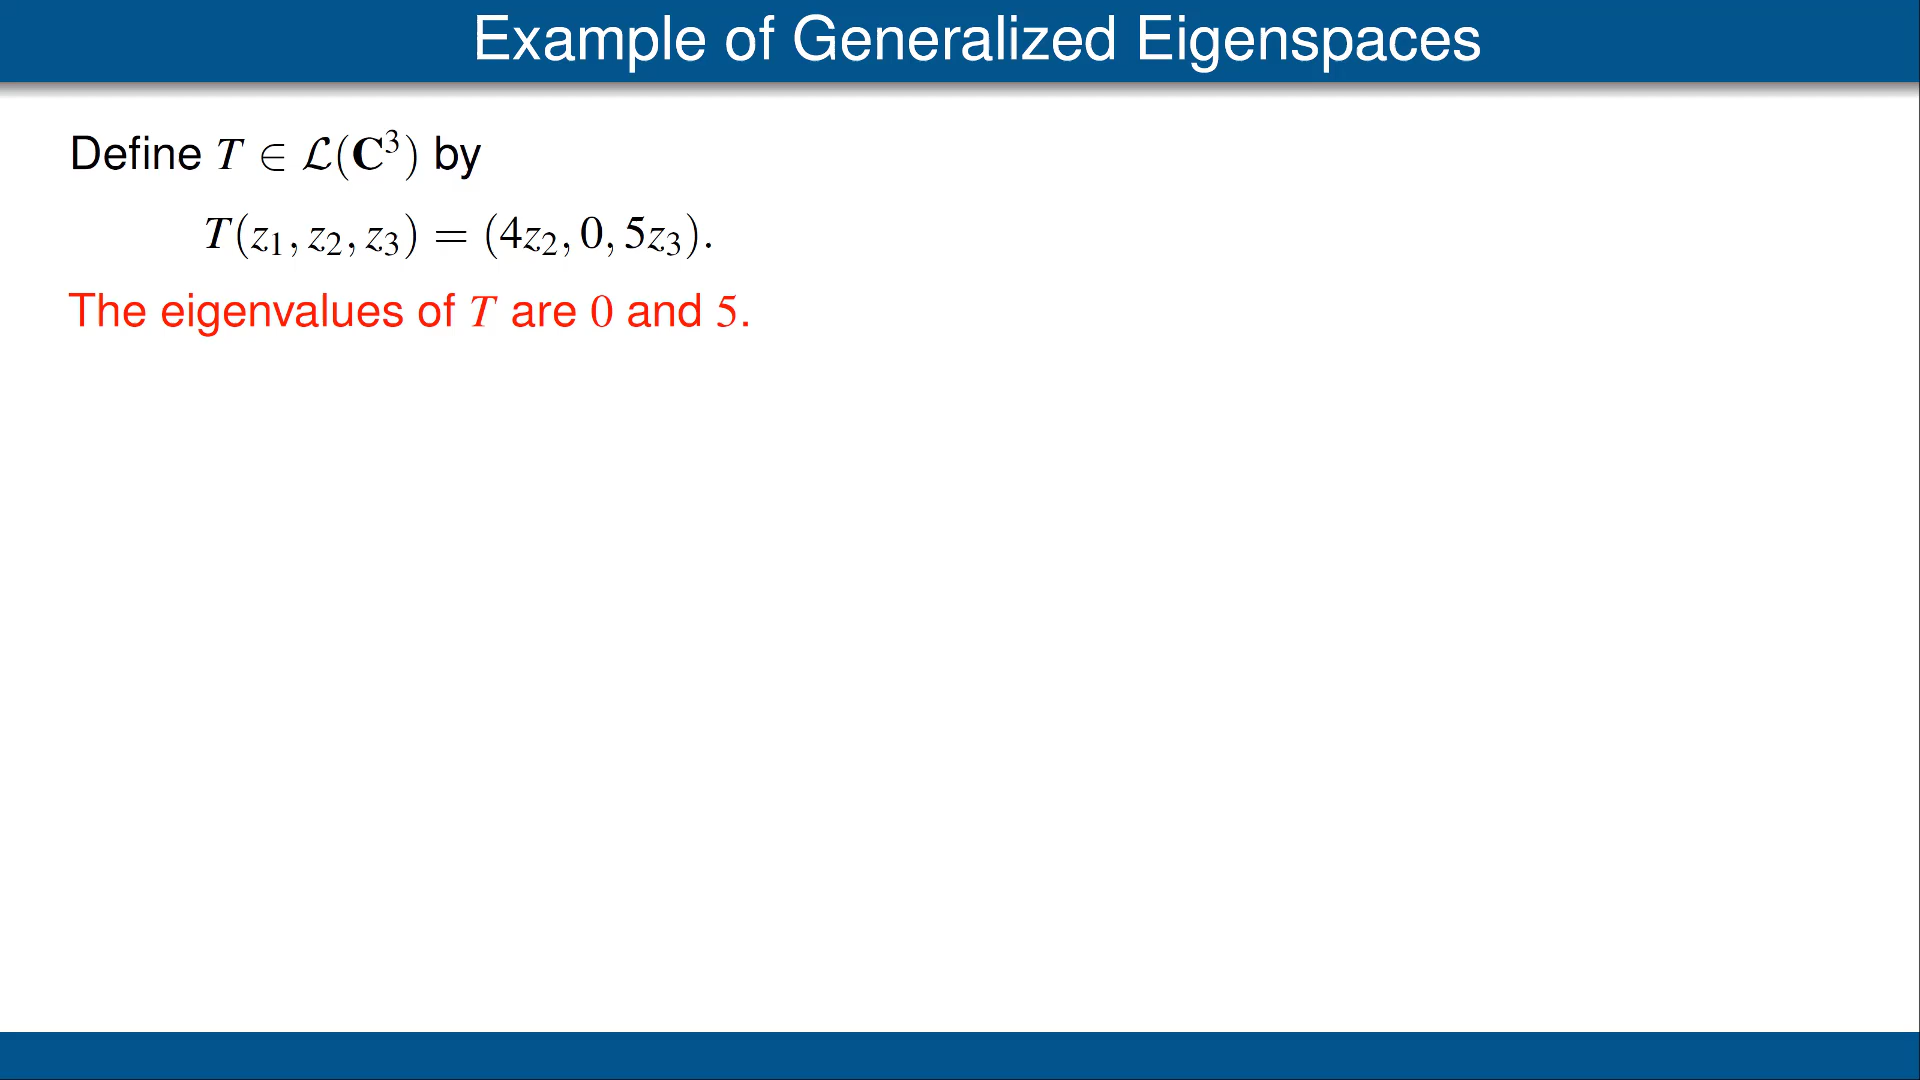 Example of Generalized Eigenspaces
Define T ∈ ℒ(C³) by
T(z₁, z₂, z₃) = (4z₂, 0, 5z₃).
The eigenvalues of T are 0 and 5.